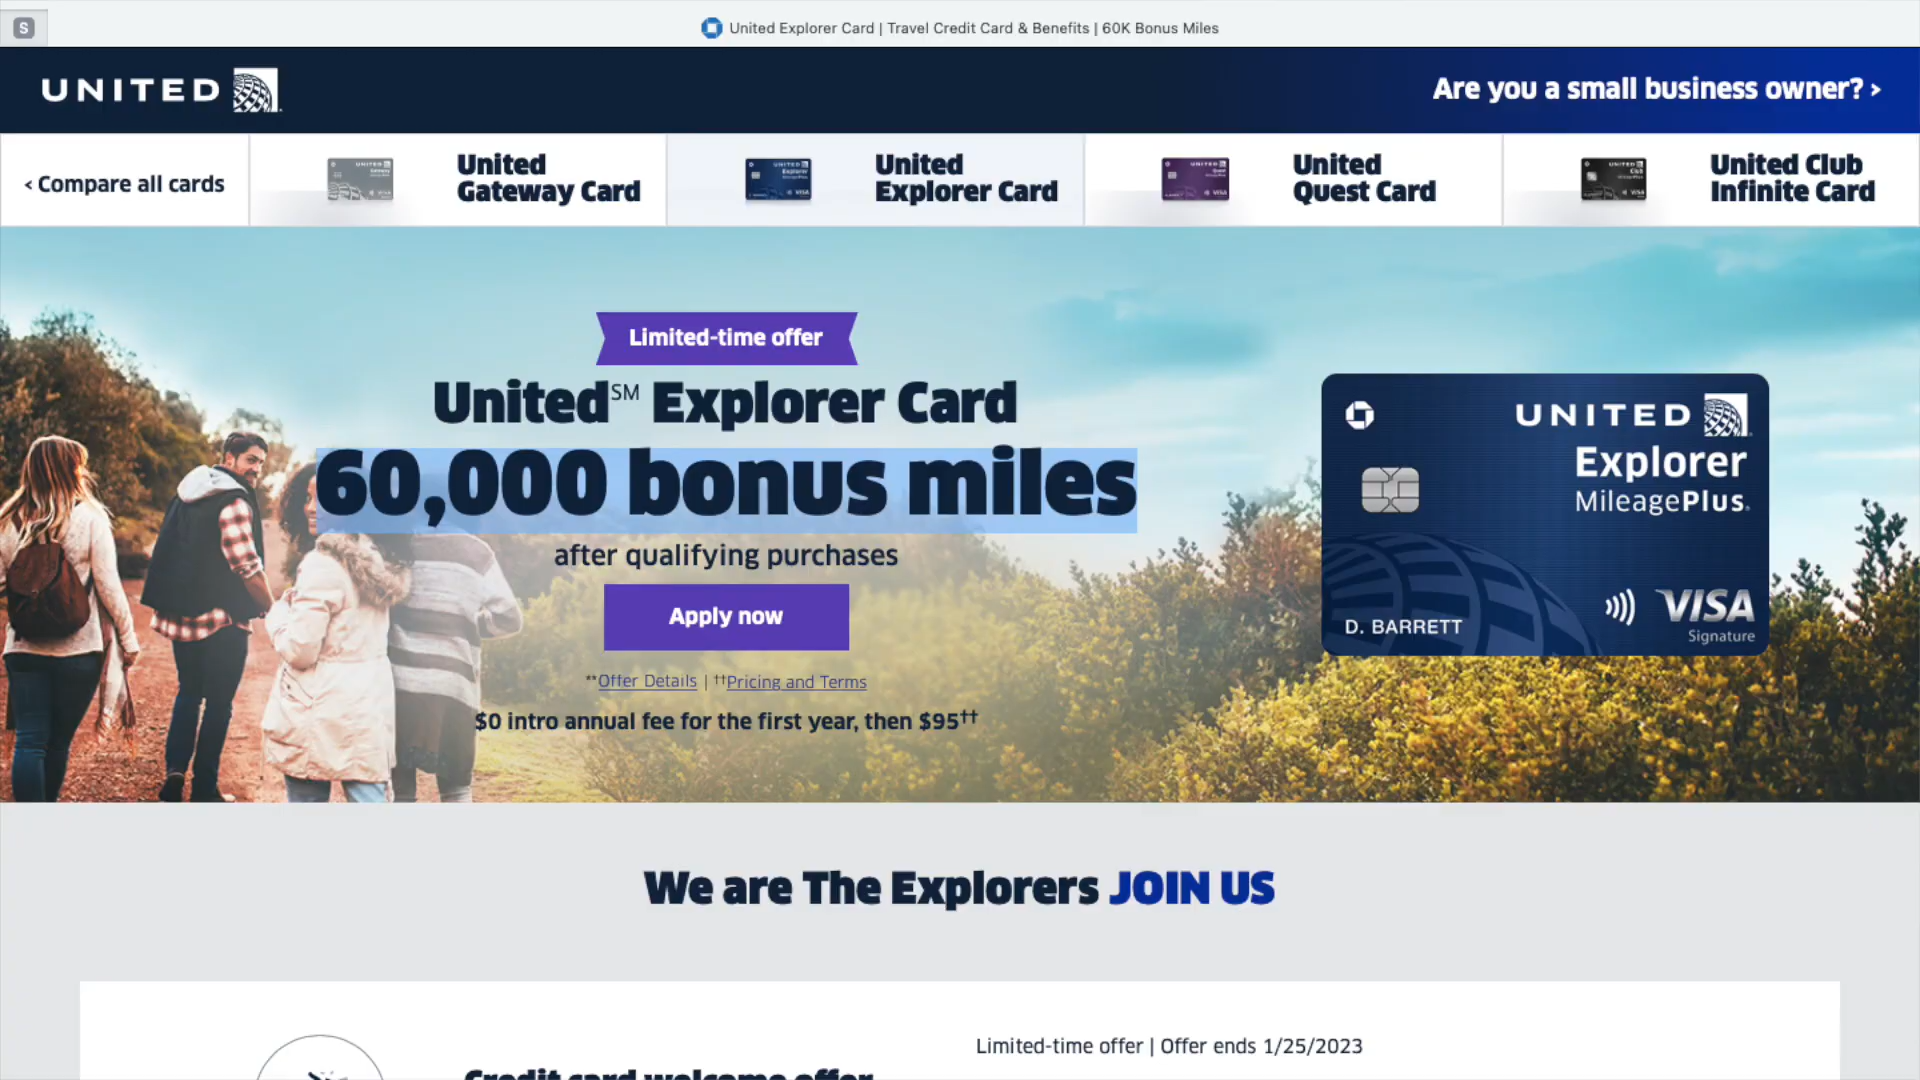 S
United Explorer Card | Travel Credit Card & Benefits | 60K Bonus Miles
UNITED
Are you a small business owner? >
< Compare all cards
United
Gateway Card
United
Explorer Card
United
Quest Card
United Club
Infinite Card
Limited-time offer
United℠ Explorer Card
60,000 bonus miles
after qualifying purchases
Apply now
**Offer Details | ††Pricing and Terms
$0 intro annual fee for the first year, then $95††
UNITED
Explorer
MileagePlus.
D. BARRETT
VISA
Signature
We are The Explorers JOIN US
Limited-time offer | Offer ends 1/25/2023
Credit card welcome offer